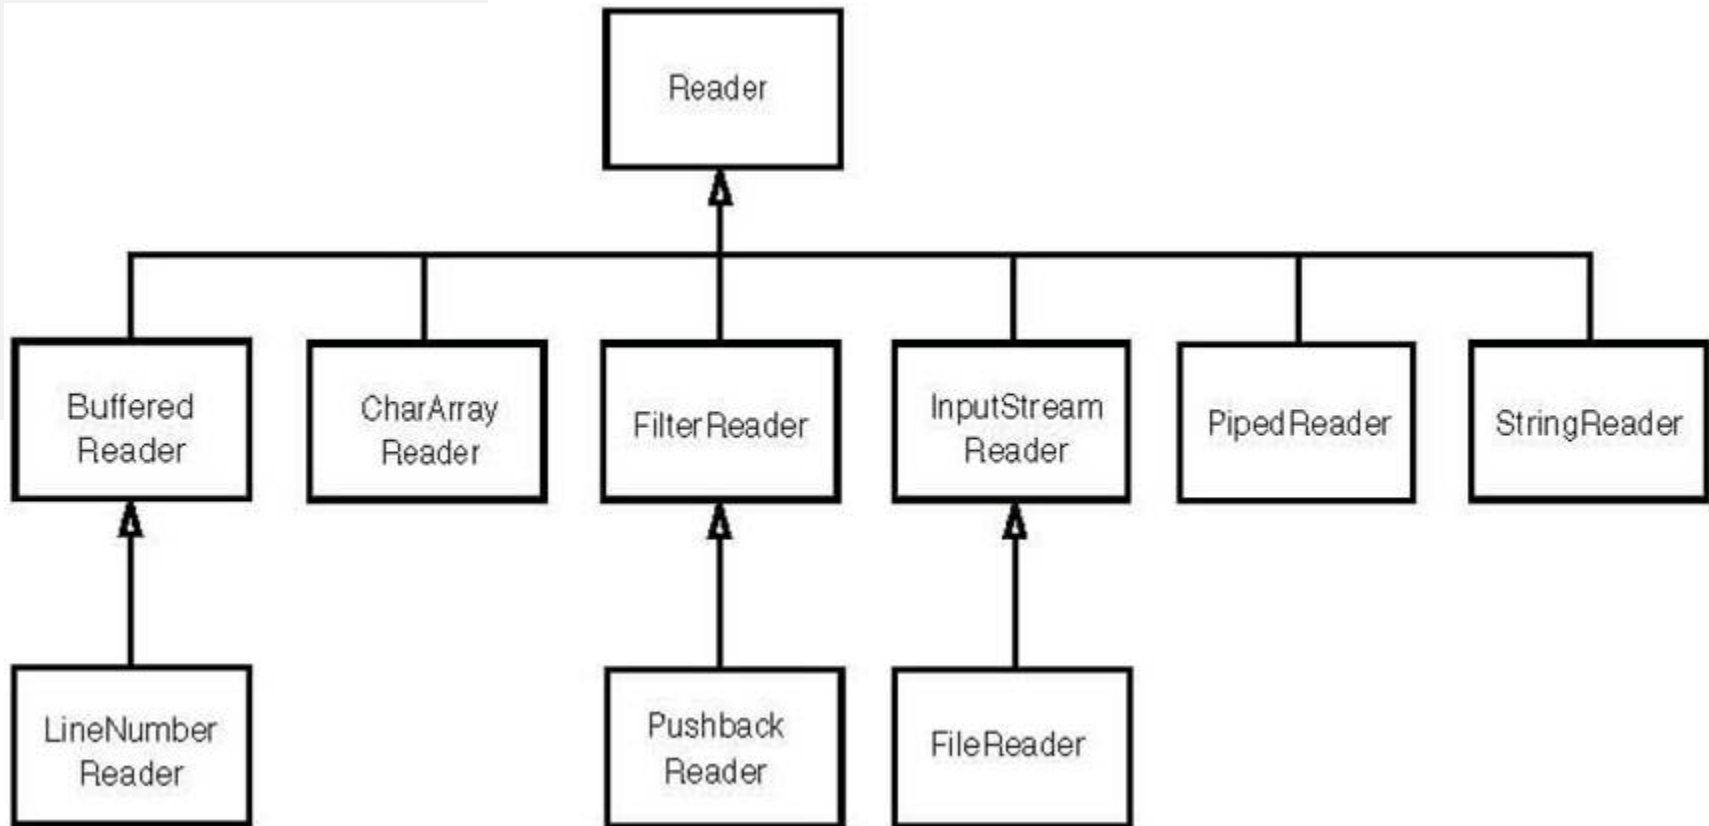 Reader
Buffered
Reader
CharArray
Reader
FilterReader
InputStream
Reader
PipedReader
StringReader
LineNumber
Reader
Pushback
Reader
FileReader